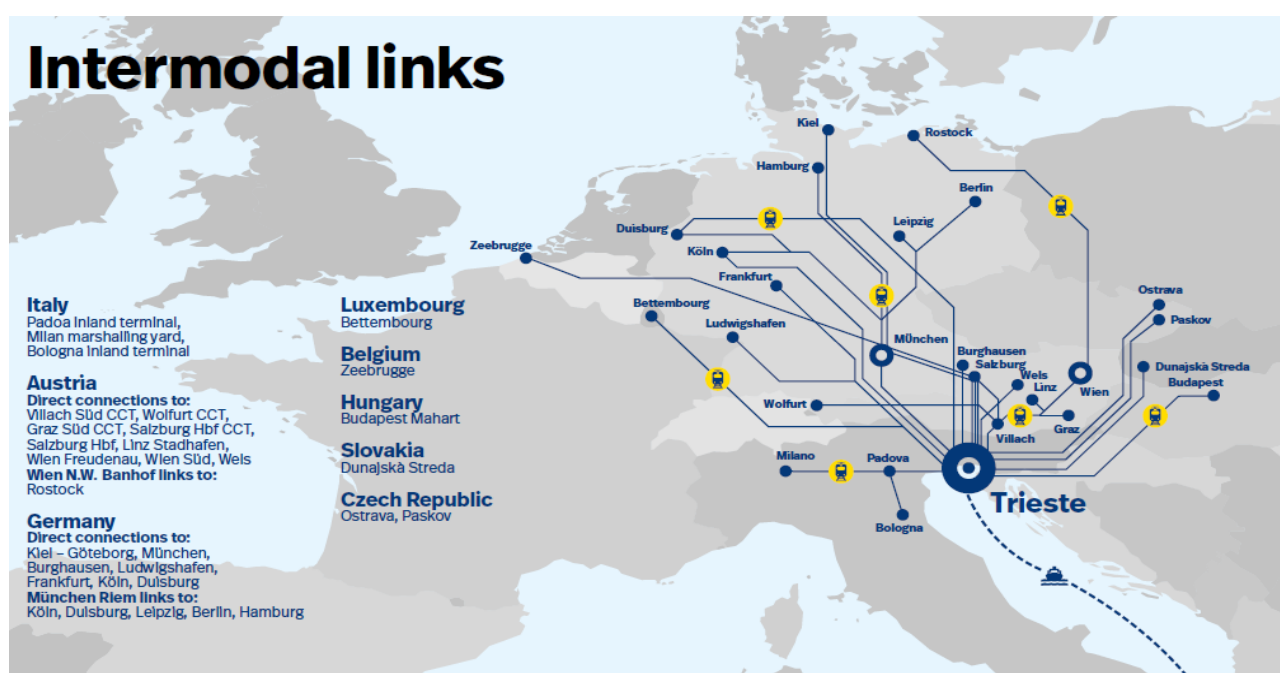 Intermodal links
Italy
Padoa inland terminal,
Milan marshalling yard,
Bologna inland terminal
Austria
Direct connections to:
Villach Süd CCT, Wolfurt CCT,
Graz Süd CCT, Salzburg Hbf CCT,
Salzburg Hbf, Linz Stadhafen,
Wien Freudenau, Wien Süd, Wels
Wien N.W. Banhof links to:
Rostock
Germany
Direct connections to:
Kiel – Göteborg, München,
Burghausen, Ludwigshafen,
Frankfurt, Köln, Duisburg
München Riem links to:
Köln, Duisburg, Leipzig, Berlin, Hamburg
Luxembourg
Bettembourg
Belgium
Zeebrugge
Hungary
Budapest Mahart
Slovakia
Dunajskà Streda
Czech Republic
Ostrava, Paskov
Kiel
Rostock
Hamburg
Berlin
Leipzig
Duisburg
Zeebrugge
Köln
Frankfurt
Ostrava
Bettembourg
Paskov
Ludwigshafen
München
Burghausen
Salzburg
Dunajskà Streda
Wels
Budapest
Linz
Wien
Wolfurt
Graz
Villach
Milano
Padova
Trieste
Bologna